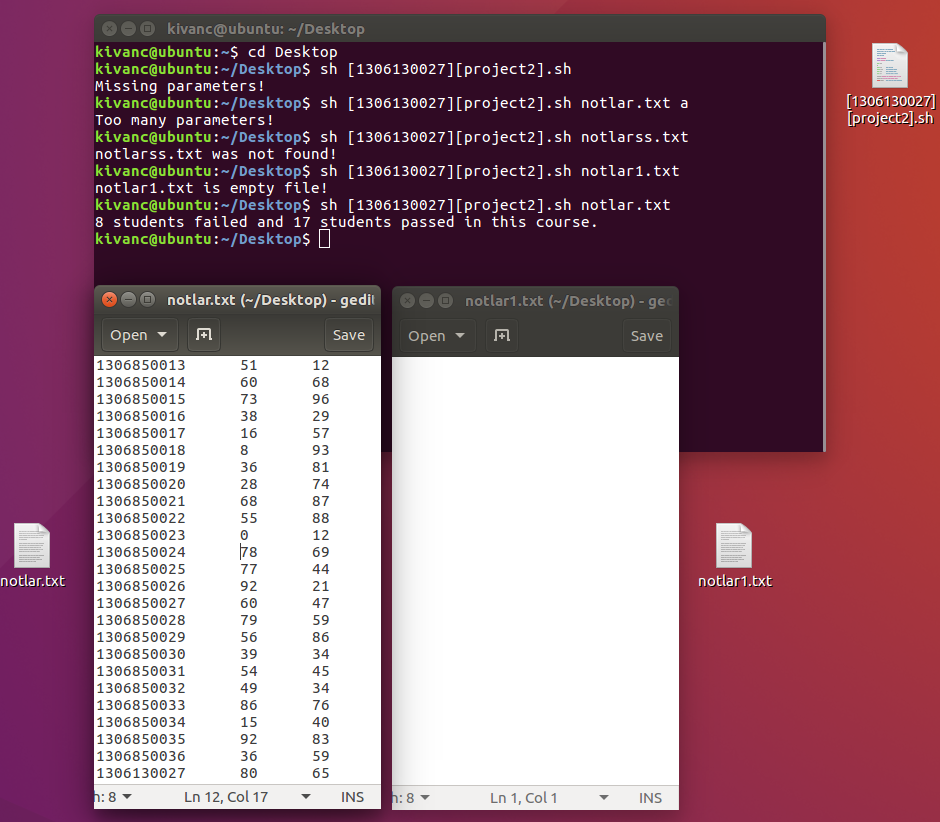 kivanc@ubuntu: ~/Desktop
kivanc@ubuntu:~$ cd Desktop
kivanc@ubuntu:~/Desktop$ sh [1306130027][project2].sh
Missing parameters!
kivanc@ubuntu:~/Desktop$ sh [1306130027][project2].sh notlar.txt a
Too many parameters!
kivanc@ubuntu:~/Desktop$ sh [1306130027][project2].sh notlarss.txt
notlarss.txt was not found!
kivanc@ubuntu:~/Desktop$ sh [1306130027][project2].sh notlar1.txt
notlar1.txt is empty file!
kivanc@ubuntu:~/Desktop$ sh [1306130027][project2].sh notlar.txt
8 students failed and 17 students passed in this course.
kivanc@ubuntu:~/Desktop$
[1306130027]
[project2].sh
notlar.txt (~/Desktop) - gedit
Open Save
1306850013 51 12
1306850014 60 68
1306850015 73 96
1306850016 38 29
1306850017 16 57
1306850018 8 93
1306850019 36 81
1306850020 28 74
1306850021 68 87
1306850022 55 88
1306850023 0 12
1306850024 78 69
1306850025 77 44
1306850026 92 21
1306850027 60 47
1306850028 79 59
1306850029 56 86
1306850030 39 34
1306850031 54 45
1306850032 49 34
1306850033 86 76
1306850034 15 40
1306850035 92 83
1306850036 36 59
1306130027 80 65
h: 8 Ln 12, Col 17 INS
notlar1.txt (~/Desktop) - gec
Open Save
h: 8 Ln 1, Col 1 INS
notlar.txt
notlar1.txt